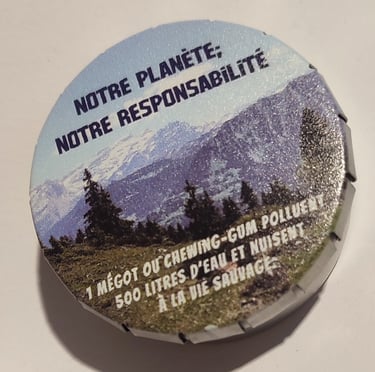 NOTRE PLANÈTE;
NOTRE RESPONSABILITÉ
1 MÉGOT OU CHEWING-GUM POLLUENT
500 LITRES D'EAU ET NUISENT
À LA VIE SAUVAGE.